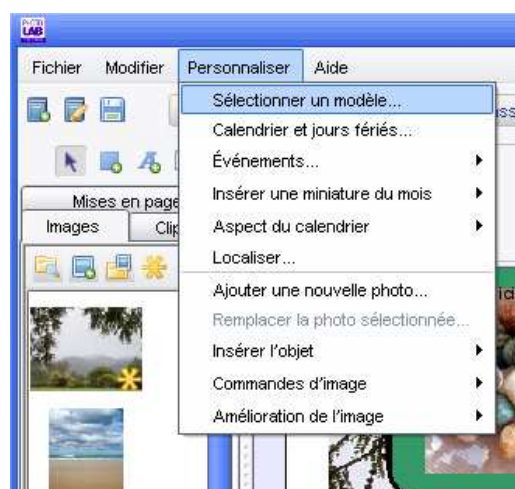 LAB
Fichier Modifier Personnaliser Aide
Sélectionner un modèle...
Calendrier et jours fériés...
Événements...
Insérer une miniature du mois
Aspect du calendrier
Localiser...
Ajouter une nouvelle photo...
Remplacer la photo sélectionnée...
Insérer l'objet
Commandes d'image
Amélioration de l'image
Mises en page
Images Clip